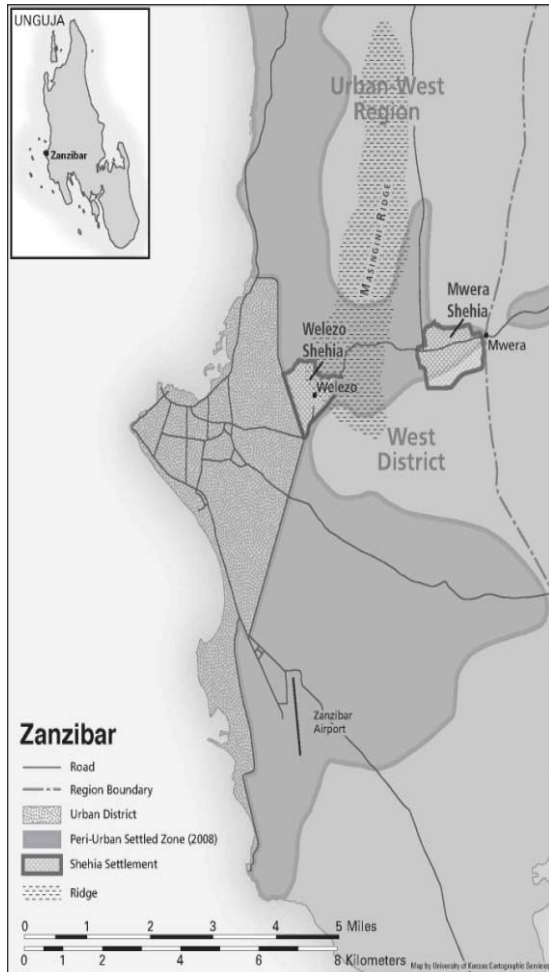 UNGUJA
Zanzibar
Urban-West
Region
MASINGINI RIDGE
Mwera
Shehia
Welezo
Shehia
Mwera
Welezo
West
District
Zanzibar
Airport
Zanzibar
Road
Region Boundary
Urban District
Peri-Urban Settled Zone (2008)
Shehia Settlement
Ridge
0 1 2 3 4 5 Miles
0 1 2 4 6 8 Kilometers
Map by University of Kansas Cartographic Services